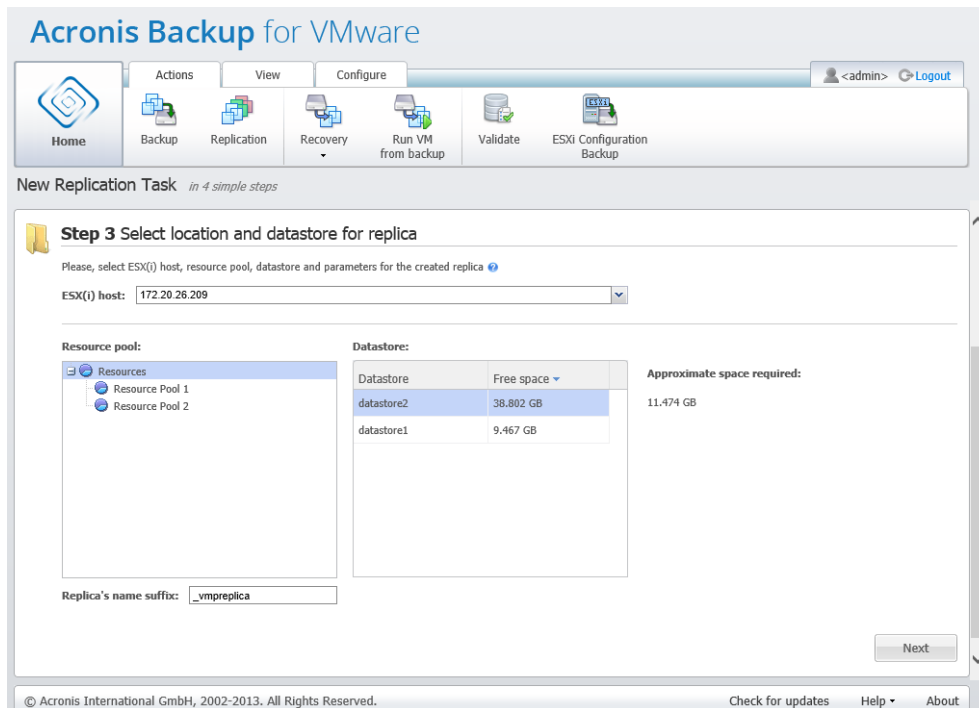 Acronis Backup for VMware
Actions View Configure
<admin> Logout
Home
Backup
Replication
Recovery
Run VM
from backup
Validate
ESXi
ESXi Configuration
Backup
New Replication Task in 4 simple steps
Step 3 Select location and datastore for replica
Please, select ESX(i) host, resource pool, datastore and parameters for the created replica ?
ESX(i) host: 172.20.26.209
Resource pool:
Resources
Resource Pool 1
Resource Pool 2
Datastore:
Datastore Free space
datastore2 38.802 GB
datastore1 9.467 GB
Approximate space required:
11.474 GB
Replica's name suffix: _vmpreplica
Next
© Acronis International GmbH, 2002-2013. All Rights Reserved.
Check for updates Help About